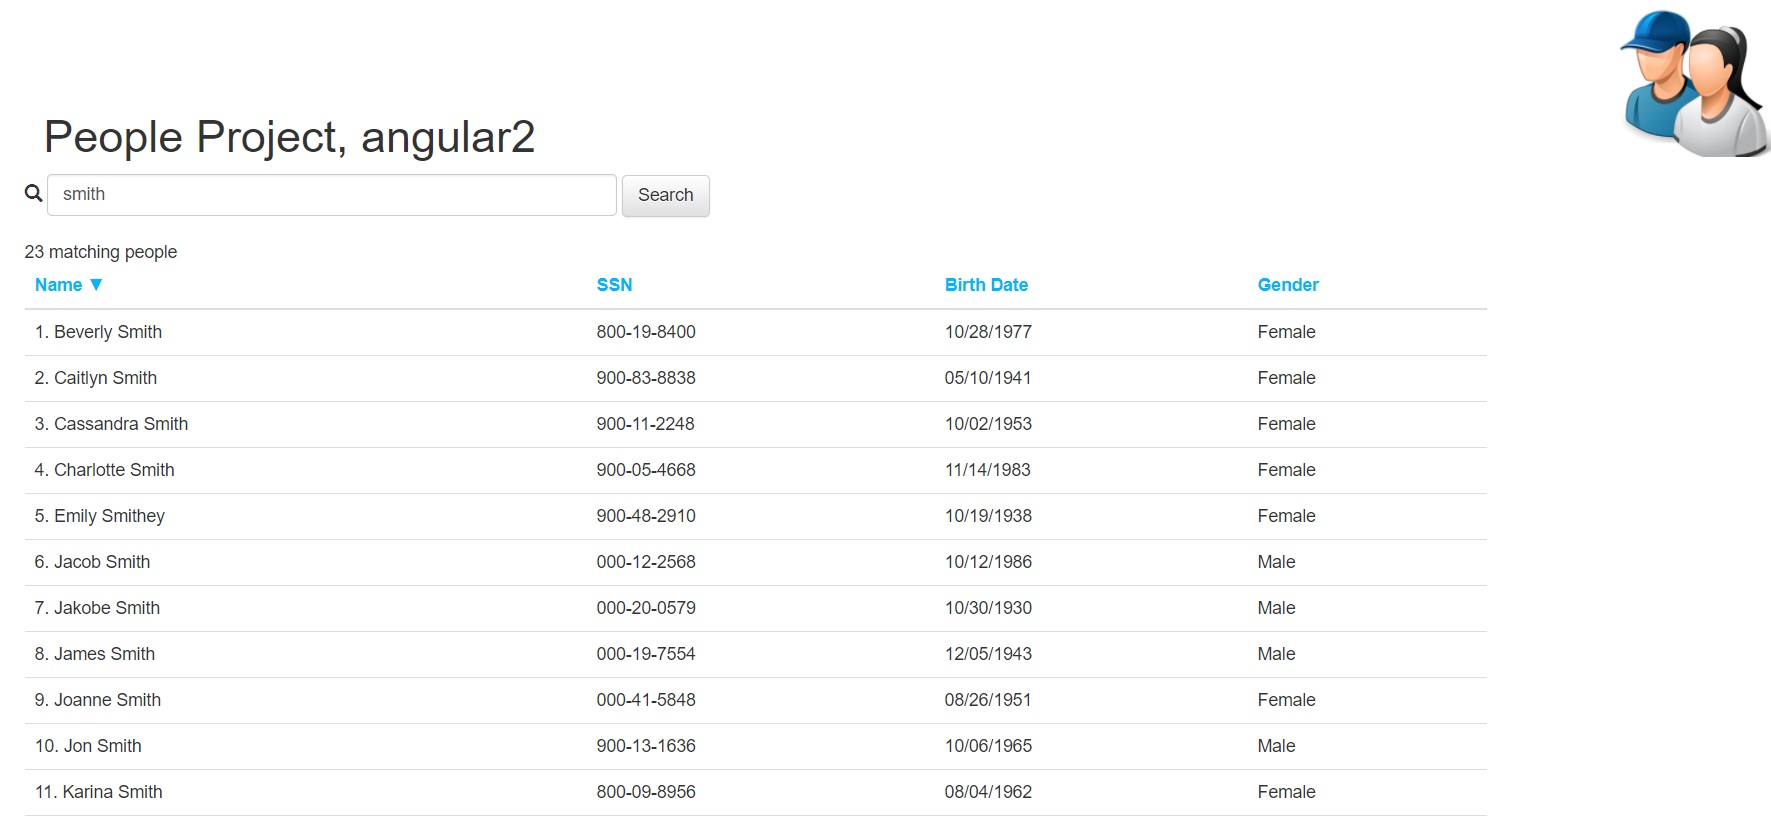 People Project, angular2
smith Search
23 matching people
Name ▼ SSN Birth Date Gender
1. Beverly Smith 800-19-8400 10/28/1977 Female
2. Caitlyn Smith 900-83-8838 05/10/1941 Female
3. Cassandra Smith 900-11-2248 10/02/1953 Female
4. Charlotte Smith 900-05-4668 11/14/1983 Female
5. Emily Smithey 900-48-2910 10/19/1938 Female
6. Jacob Smith 000-12-2568 10/12/1986 Male
7. Jakobe Smith 000-20-0579 10/30/1930 Male
8. James Smith 000-19-7554 12/05/1943 Male
9. Joanne Smith 000-41-5848 08/26/1951 Female
10. Jon Smith 900-13-1636 10/06/1965 Male
11. Karina Smith 800-09-8956 08/04/1962 Female